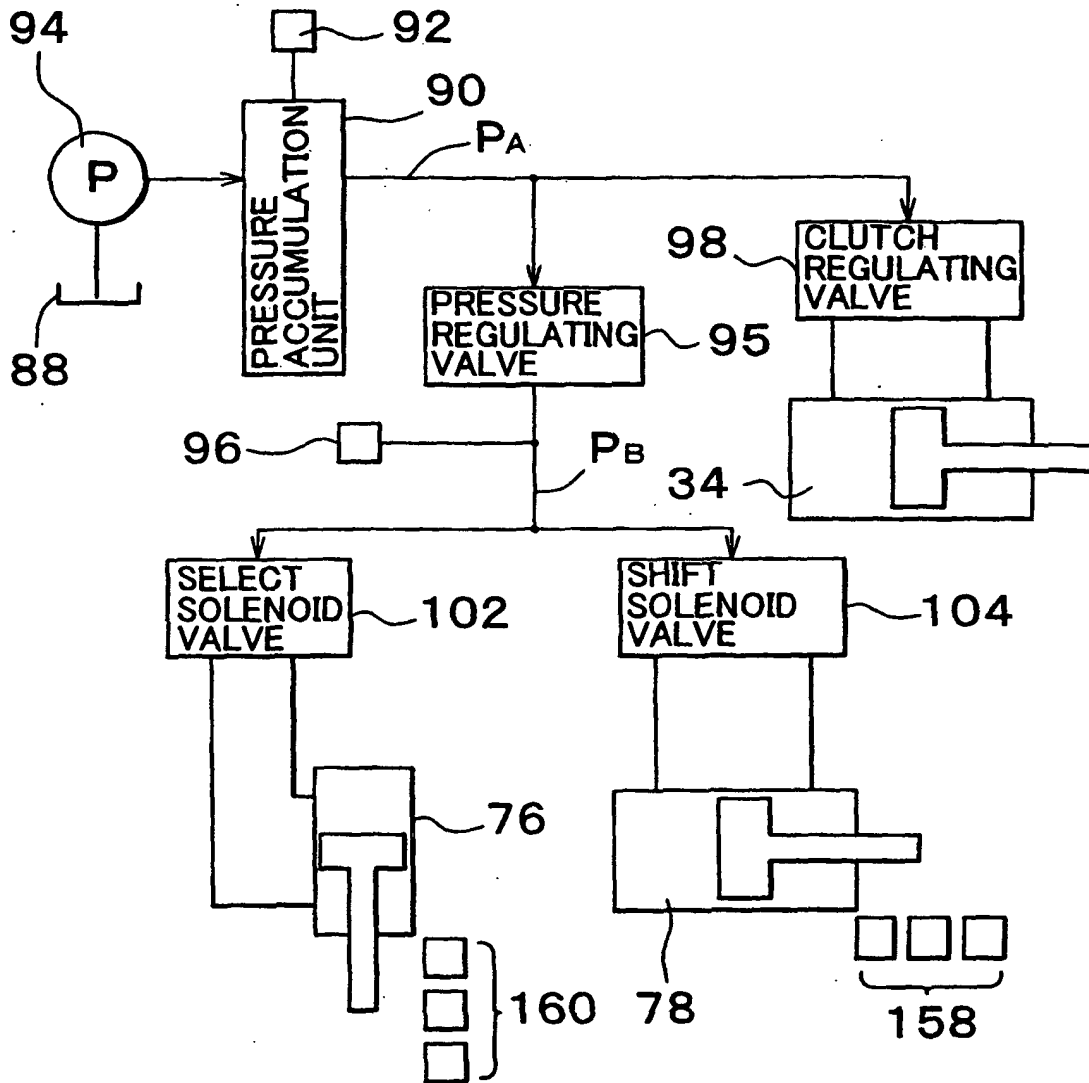 94
92
90
PA
P
PRESSURE
ACCUMULATION
UNIT
98
CLUTCH
REGULATING
VALVE
88
PRESSURE
REGULATING
VALVE
95
96
PB
34
SELECT
SOLENOID
VALVE
102
SHIFT
SOLENOID
VALVE
104
76
160
78
158